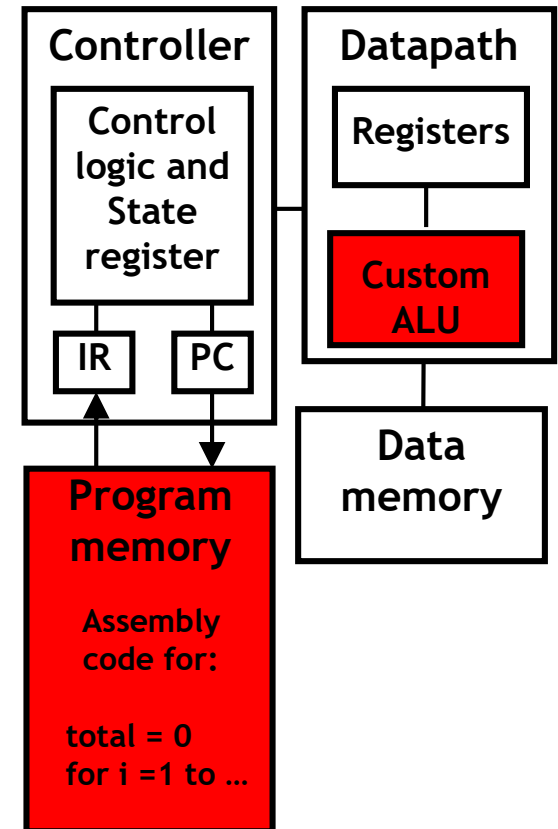 Controller
Control
logic and
State
register
IR
PC
Datapath
Registers
Custom
ALU
Data
memory
Program
memory
Assembly
code for:
total = 0
for i =1 to …